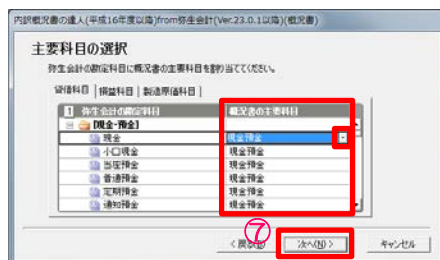 内訳概況書の達人(平成16年度以降)from弥生会計(Ver.23.0.1以降)(概況書)
主要科目の選択
弥生会計の勘定科目に概況書の主要科目を割り当ててください。
貸借科目 | 損益科目 | 製造原価科目 |
1 弥生会計の勘定科目 概況書の主要科目
[現金・預金]
現金 現金預金
小口現金 現金預金
当座預金 現金預金
普通預金 現金預金
定期預金 現金預金
通知預金 現金預金
⑦
< 戻る(B) 次へ(N) > キャンセル